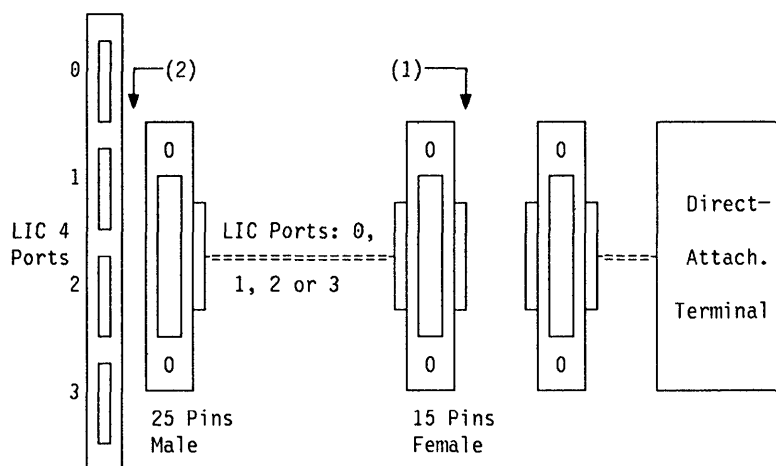 0
(2)
(1)
0
0
0
1
LIC 4
Ports
LIC Ports: 0,
1, 2 or 3
Direct-
Attach.
Terminal
2
0
0
0
3
25 Pins
Male
15 Pins
Female